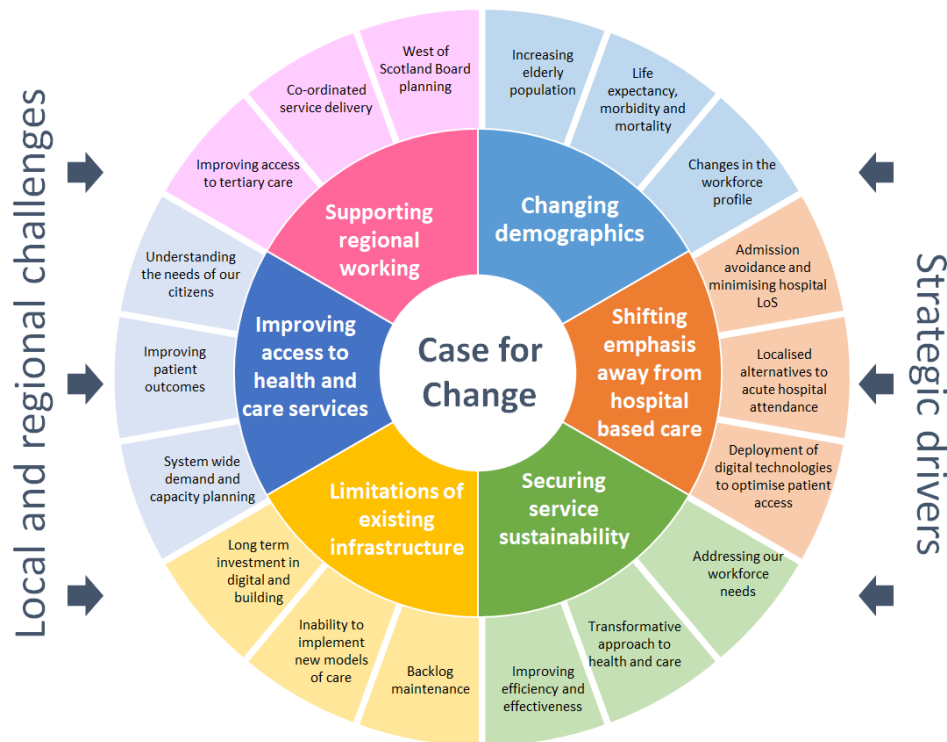 Local and regional challenges
Strategic drivers
Case for
Change
Changing
demographics
Increasing
elderly
population
Life
expectancy,
morbidity and
mortality
Changes in the
workforce
profile
Shifting
emphasis
away from
hospital
based care
Admission
avoidance and
minimising hospital
LoS
Localised
alternatives to
acute hospital
attendance
Deployment of
digital technologies
to optimise patient
access
Securing
service
sustainability
Addressing our
workforce
needs
Transformative
approach to
health and care
Improving
efficiency and
effectiveness
Limitations of
existing
infrastructure
Backlog
maintenance
Inability to
implement
new models
of care
Long term
investment in
digital and
building
Improving
access to
health and
care services
System wide
demand and
capacity planning
Improving
patient
outcomes
Understanding
the needs of our
citizens
Supporting
regional
working
Improving access
to tertiary care
Co-ordinated
service delivery
West of
Scotland Board
planning